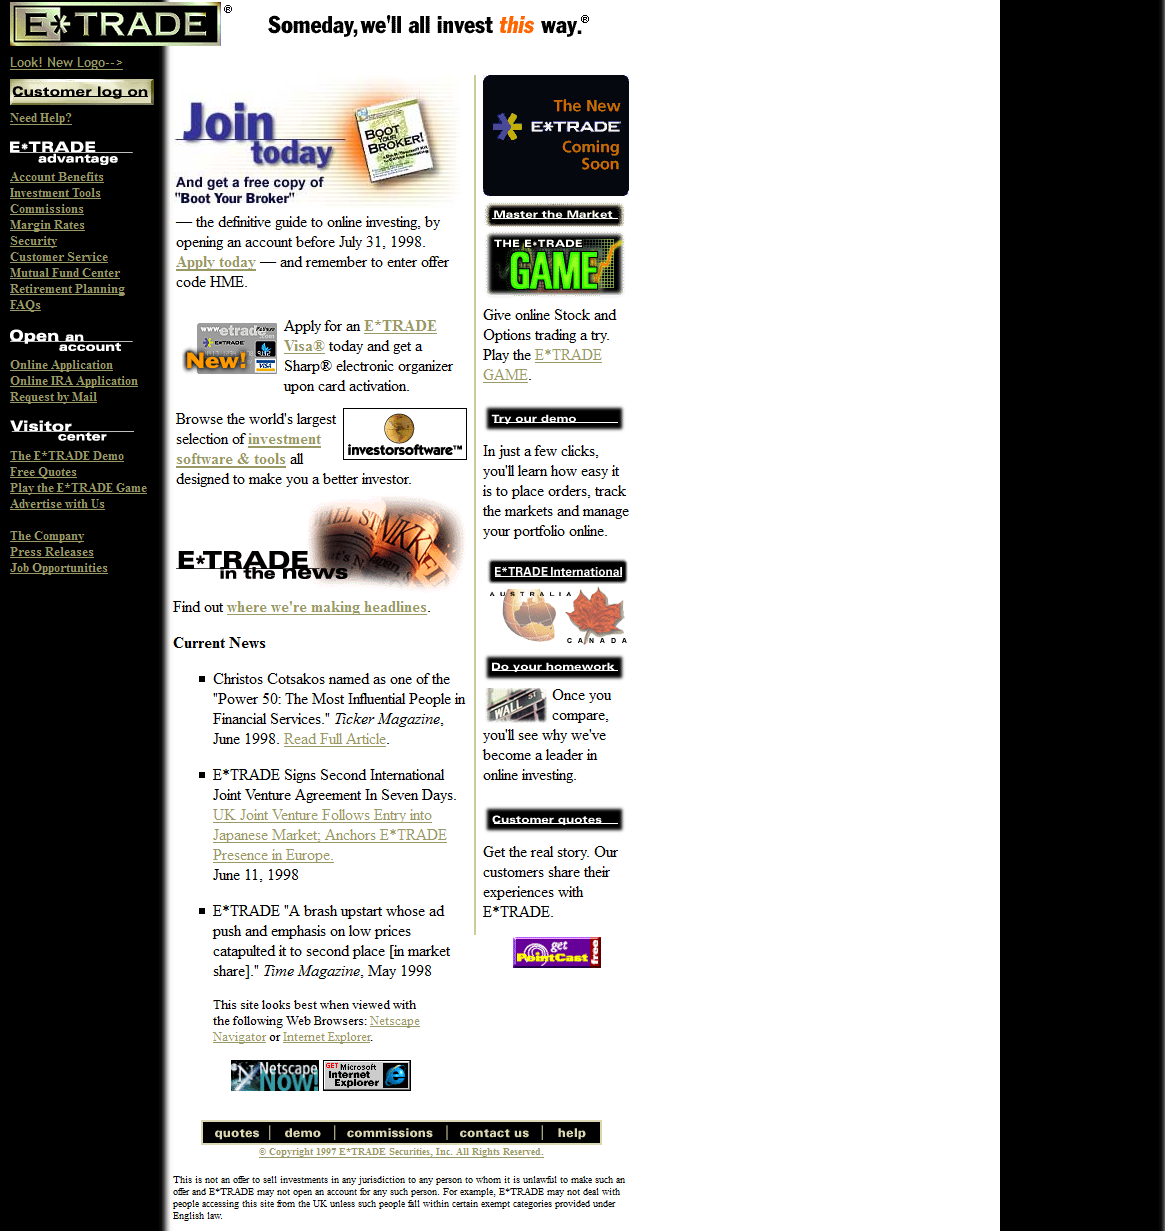 E*TRADE ®
Someday, we'll all invest this way.®
Look! New Logo-->
Customer log on
Need Help?
E*TRADE
advantage
Account Benefits
Investment Tools
Commissions
Margin Rates
Security
Customer Service
Mutual Fund Center
Retirement Planning
FAQs
Open an
account
Online Application
Online IRA Application
Request by Mail
Visitor
center
The E*TRADE Demo
Free Quotes
Play the E*TRADE Game
Advertise with Us
The Company
Press Releases
Job Opportunities
Join
today
BOOT
YOUR
BROKER!
And get a free copy of
"Boot Your Broker"
— the definitive guide to online investing, by
opening an account before July 31, 1998.
Apply today — and remember to enter offer
code HME.
www.etrade
.com
E*TRADE
New!
VISA
Apply for an E*TRADE
Visa® today and get a
Sharp® electronic organizer
upon card activation.
Browse the world's largest
selection of investment
software & tools all
designed to make you a better investor.
investorsoftware™
E*TRADE
in the news
Find out where we're making headlines.
Current News
Christos Cotsakos named as one of the
"Power 50: The Most Influential People in
Financial Services." Ticker Magazine,
June 1998. Read Full Article.
E*TRADE Signs Second International
Joint Venture Agreement In Seven Days.
UK Joint Venture Follows Entry into
Japanese Market; Anchors E*TRADE
Presence in Europe.
June 11, 1998
E*TRADE "A brash upstart whose ad
push and emphasis on low prices
catapulted it to second place [in market
share]." Time Magazine, May 1998
This site looks best when viewed with
the following Web Browsers: Netscape
Navigator or Internet Explorer.
Netscape
Now!
GET Microsoft
Internet
Explorer
The New
E*TRADE
Coming
Soon
Master the Market
THE E*TRADE
GAME
Give online Stock and
Options trading a try.
Play the E*TRADE
GAME.
Try our demo
In just a few clicks,
you'll learn how easy it
is to place orders, track
the markets and manage
your portfolio online.
E*TRADE International
AUSTRALIA
CANADA
Do your homework
WALL ST
Once you
compare,
you'll see why we've
become a leader in
online investing.
Customer quotes
Get the real story. Our
customers share their
experiences with
E*TRADE.
get
PointCast
free
quotes | demo | commissions | contact us | help
© Copyright 1997 E*TRADE Securities, Inc. All Rights Reserved.
This is not an offer to sell investments in any jurisdiction to any person to whom it is unlawful to make such an
offer and E*TRADE may not open an account for any such person. For example, E*TRADE may not deal with
people accessing this site from the UK unless such people fall within certain exempt categories provided under
English law.